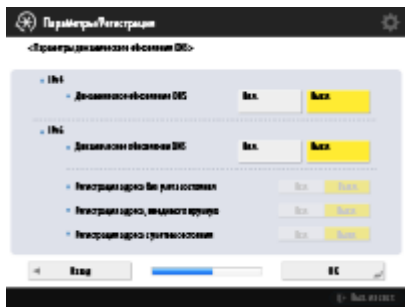 Параметры/Регистрация
<Параметры динамического обновления DNS>
IPv4
Динамическое обновление DNS Вкл. Выкл.
IPv6
Динамическое обновление DNS Вкл. Выкл.
Регистрация адреса без учета состояния Вкл. Выкл.
Регистрация адреса, введенного вручную Вкл. Выкл.
Регистрация адреса с учетом состояния Вкл. Выкл.
Назад
OK